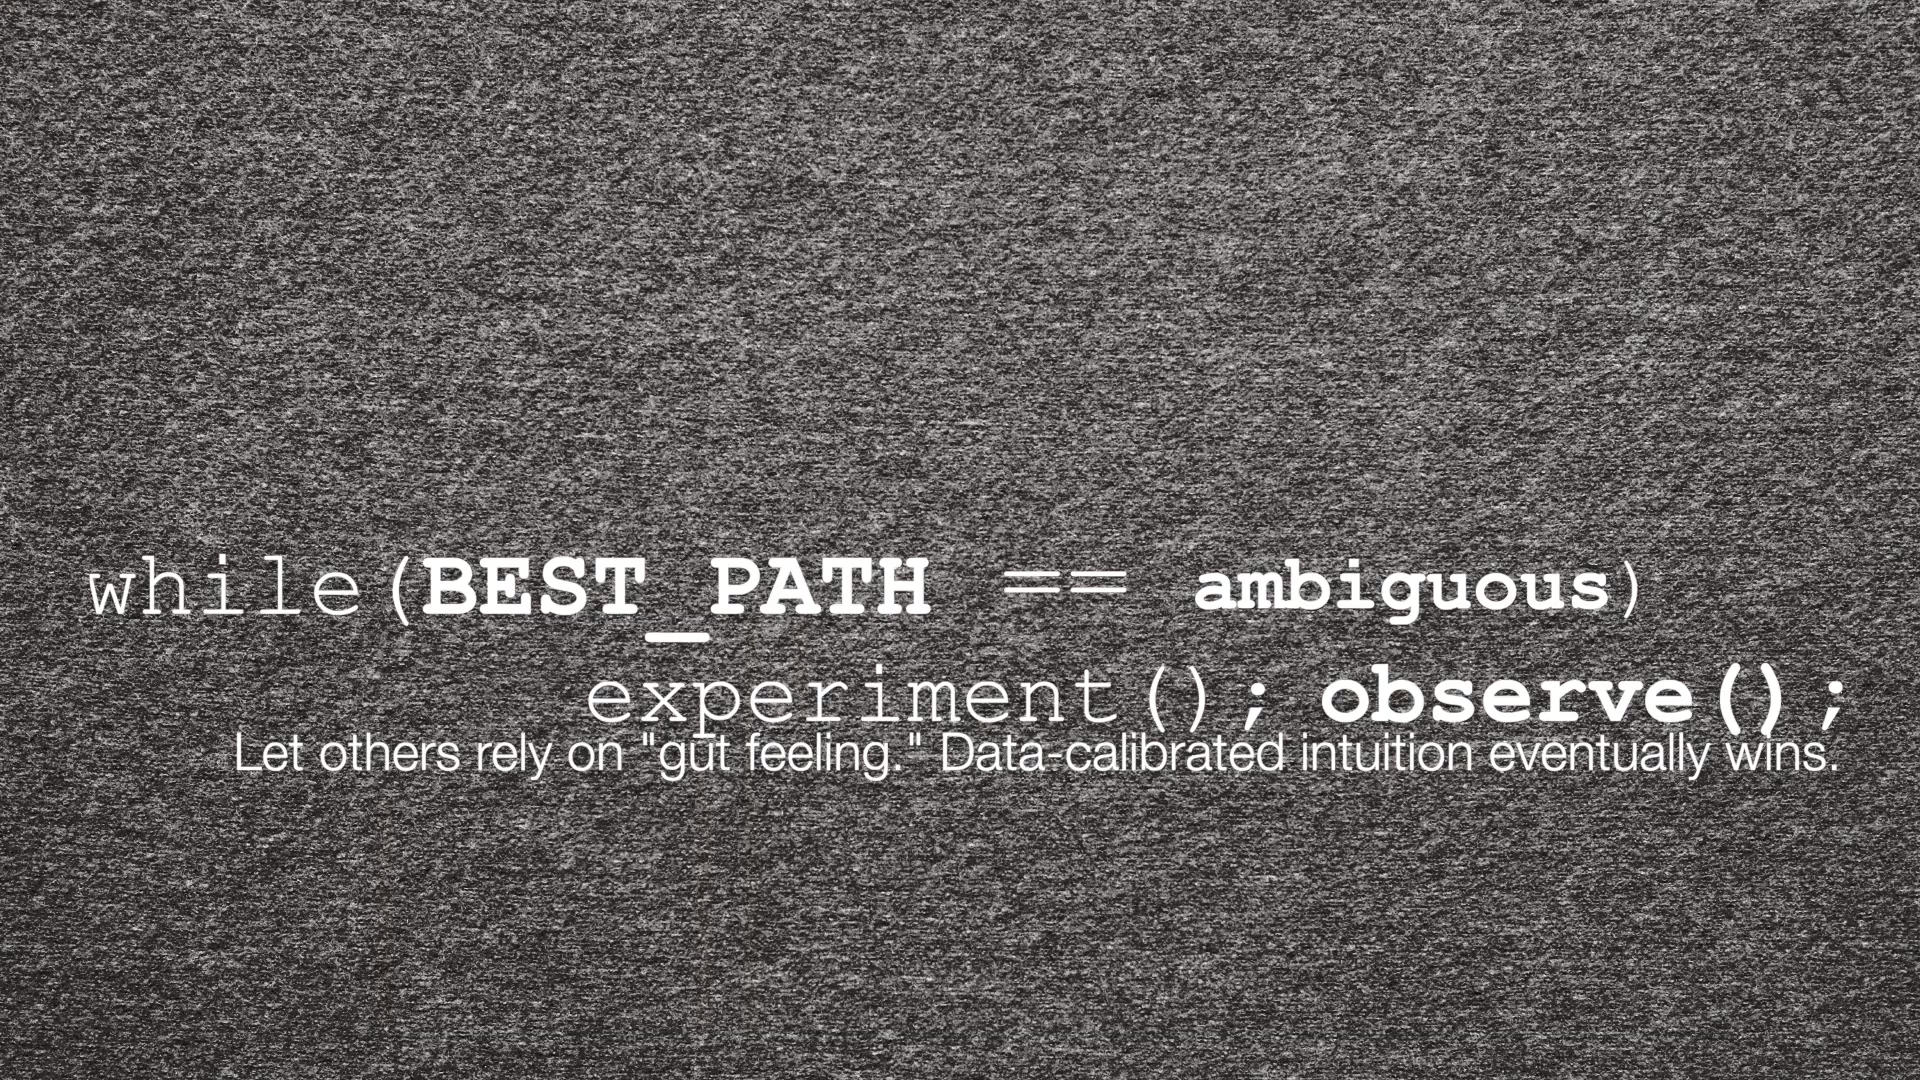 while(BEST_PATH == ambiguous)
experiment(); observe();
Let others rely on "gut feeling." Data-calibrated intuition eventually wins.